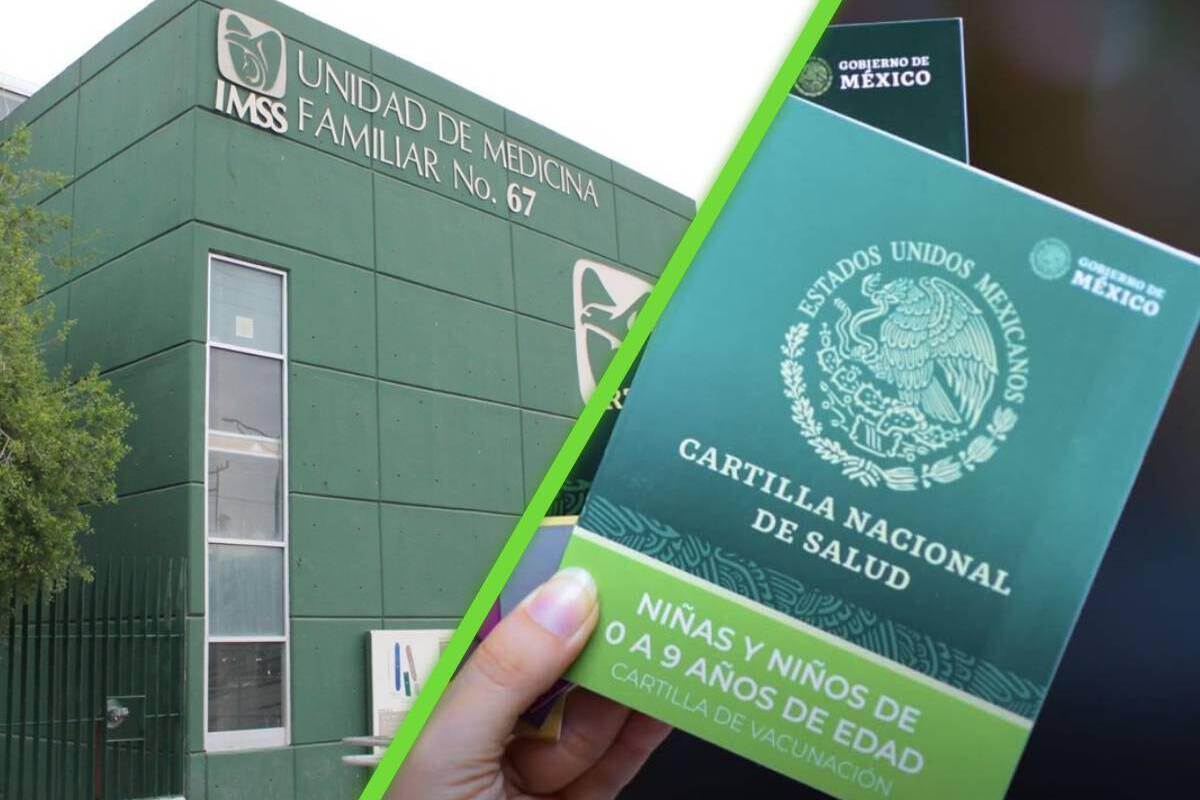 IMSS
UNIDAD DE MEDICINA
FAMILIAR No. 67
GOBIERNO DE
MÉXICO
ESTADOS UNIDOS MEXICANOS
GOBIERNO DE
MÉXICO
CARTILLA NACIONAL
DE SALUD
NIÑAS Y NIÑOS DE
0 A 9 AÑOS DE EDAD
CARTILLA DE VACUNACIÓN